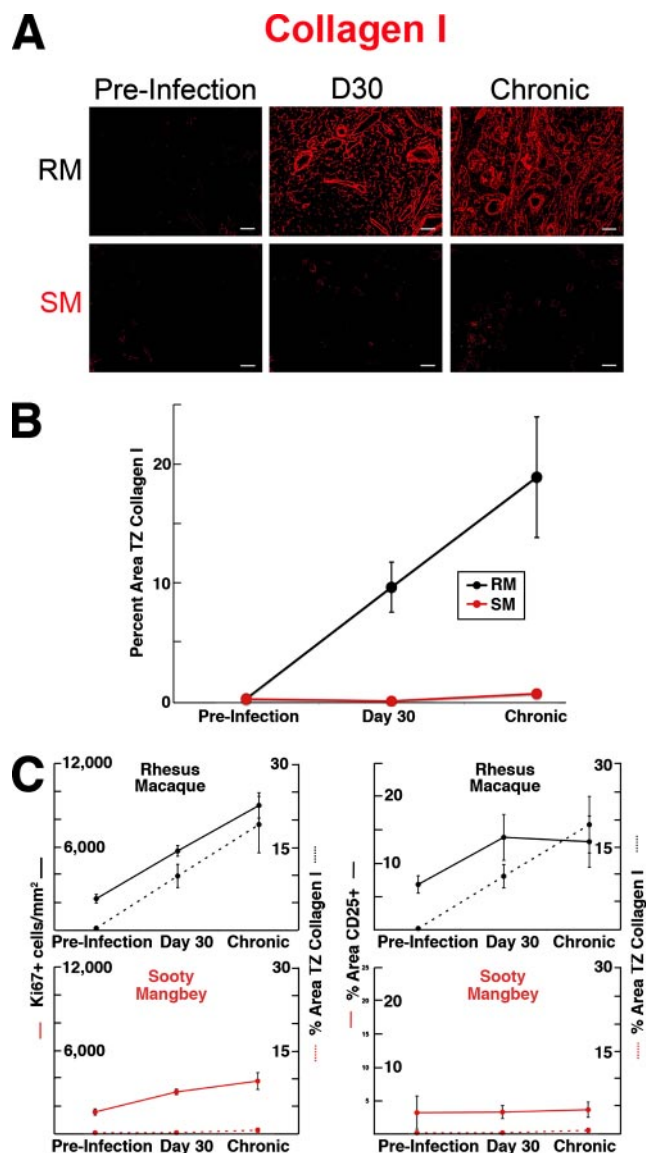 A
Collagen I
Pre-Infection D30 Chronic
RM
SM
B
Percent Area TZ Collagen I
20
10
0
RM
SM
Pre-Infection Day 30 Chronic
C
12,000
6,000
Rhesus
Macaque
30
15
Pre-Infection Day 30 Chronic
12,000
6,000
Sooty
Mangbey
30
15
Pre-Infection Day 30 Chronic
Ki67+ cells/mm²
% Area TZ Collagen I
20
10
Rhesus
Macaque
30
15
Pre-Infection Day 30 Chronic
25
20
15
10
5
20
10
Sooty
Mangbey
30
15
Pre-Infection Day 30 Chronic
% Area CD25+
% Area TZ Collagen I